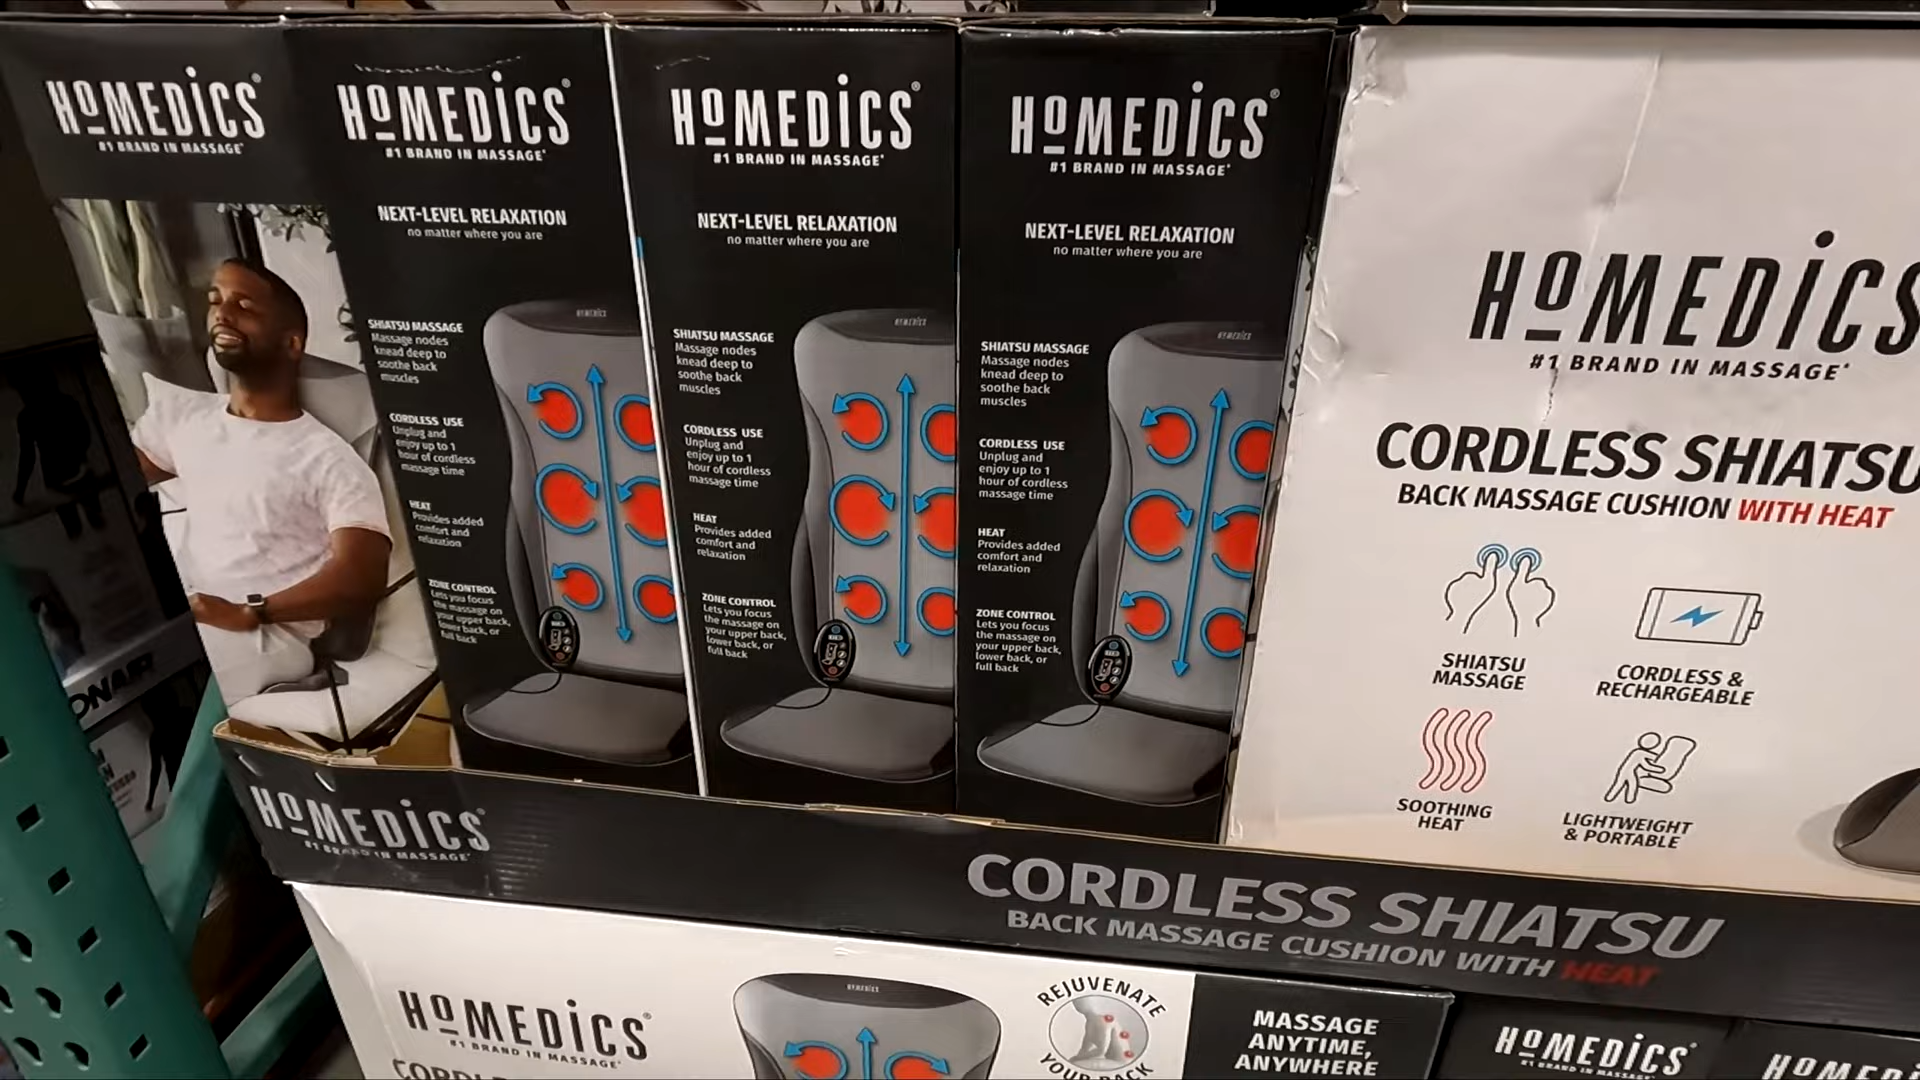 HoMEDiCS®
#1 BRAND IN MASSAGE*
HoMEDiCS®
#1 BRAND IN MASSAGE*
NEXT-LEVEL RELAXATION
no matter where you are
SHIATSU MASSAGE
Massage nodes
knead deep to
soothe back
muscles
CORDLESS USE
Unplug and
enjoy up to 1
hour of cordless
massage time
HEAT
Provides added
comfort and
relaxation
ZONE CONTROL
Lets you focus
the massage on
your upper back,
lower back, or
full back
HOMEDICS
HoMEDiCS®
#1 BRAND IN MASSAGE*
NEXT-LEVEL RELAXATION
no matter where you are
SHIATSU MASSAGE
Massage nodes
knead deep to
soothe back
muscles
CORDLESS USE
Unplug and
enjoy up to 1
hour of cordless
massage time
HEAT
Provides added
comfort and
relaxation
ZONE CONTROL
Lets you focus
the massage on
your upper back,
lower back, or
full back
HOMEDICS
HoMEDiCS®
#1 BRAND IN MASSAGE*
NEXT-LEVEL RELAXATION
no matter where you are
SHIATSU MASSAGE
Massage nodes
knead deep to
soothe back
muscles
CORDLESS USE
Unplug and
enjoy up to 1
hour of cordless
massage time
HEAT
Provides added
comfort and
relaxation
ZONE CONTROL
Lets you focus
the massage on
your upper back,
lower back, or
full back
HOMEDICS
HoMEDiCS
#1 BRAND IN MASSAGE*
CORDLESS SHIATSU
BACK MASSAGE CUSHION WITH HEAT
SHIATSU
MASSAGE
CORDLESS &
RECHARGEABLE
SOOTHING
HEAT
LIGHTWEIGHT
& PORTABLE
HoMEDiCS®
#1 BRAND IN MASSAGE*
CORDLESS SHIATSU
BACK MASSAGE CUSHION WITH HEAT
HoMEDiCS®
#1 BRAND IN MASSAGE*
HOMEDICS
REJUVENATE
YOUR BACK
MASSAGE
ANYTIME,
ANYWHERE
HoMEDiCS®
#1 BRAND IN MASSAGE*